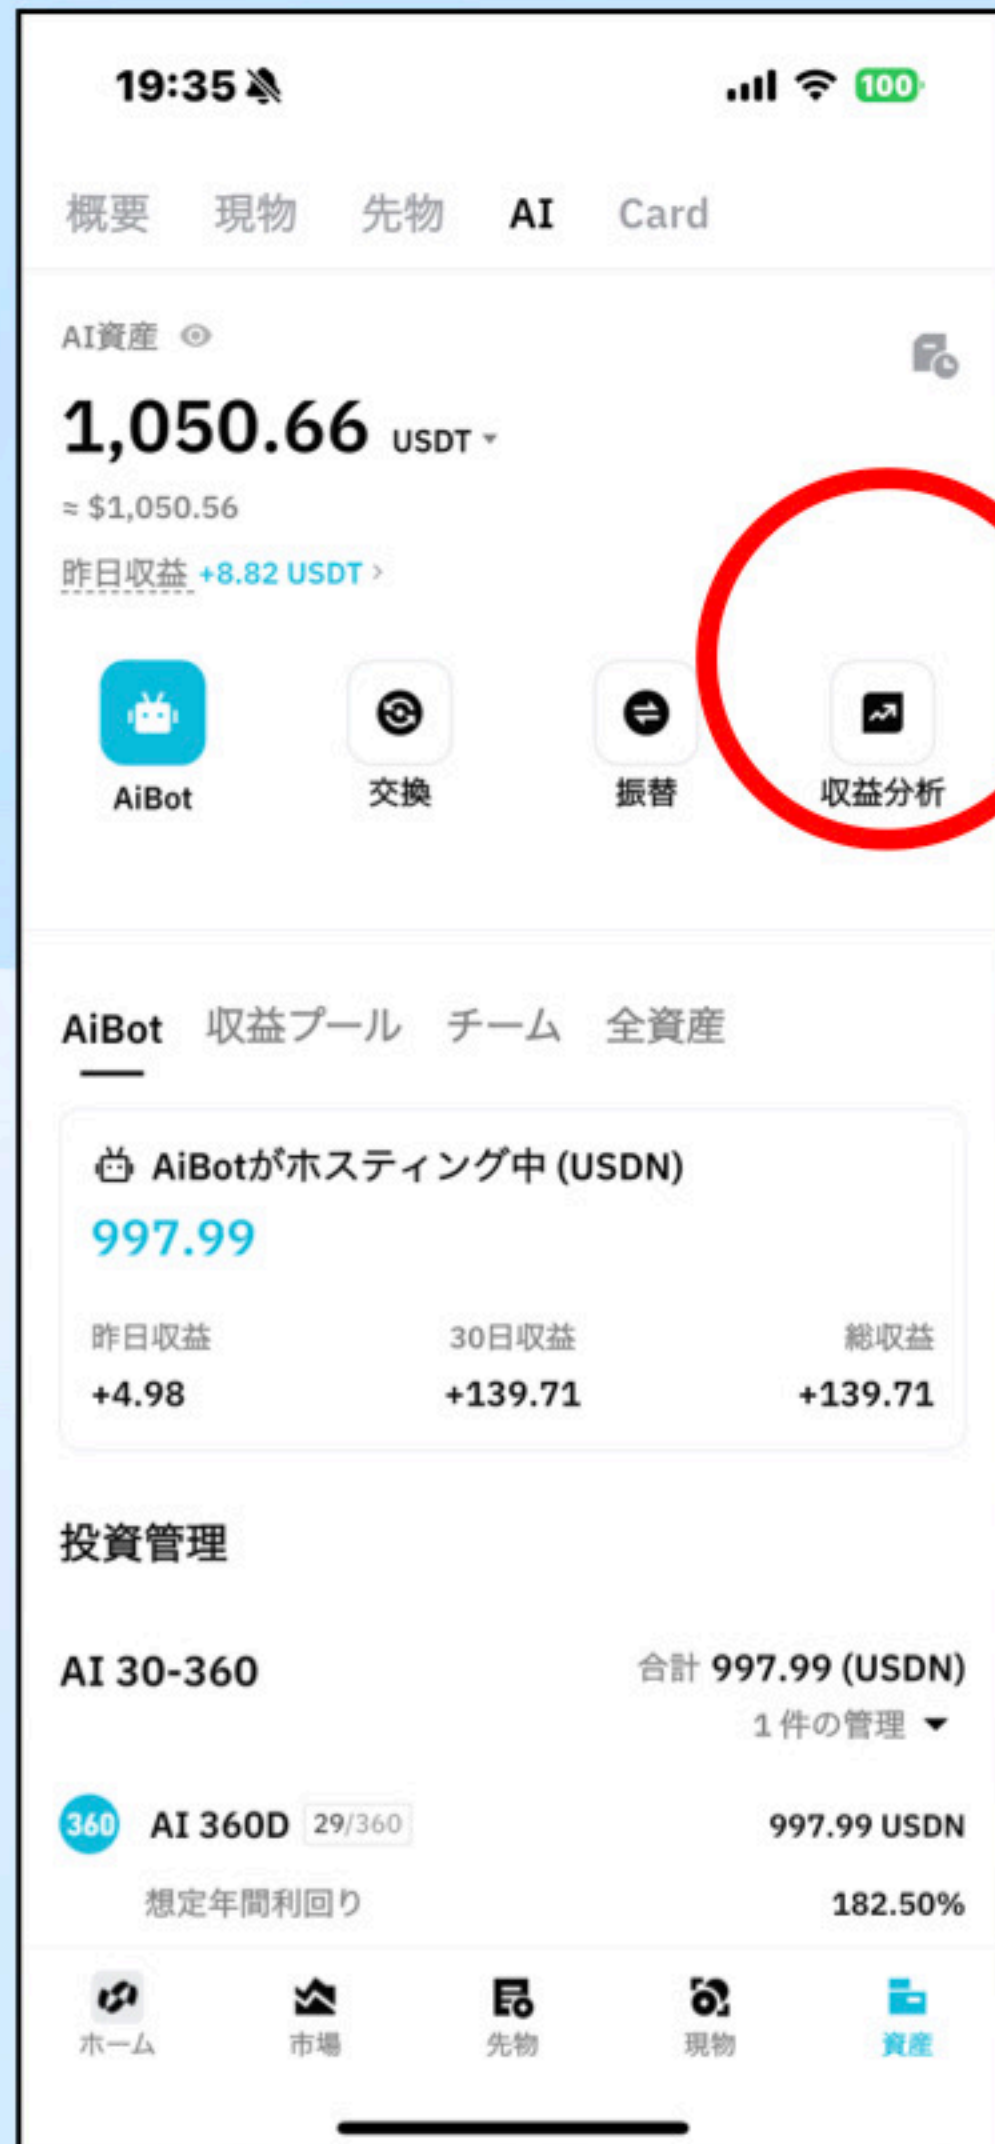 19:35
100
概要 現物 先物 AI Card
AI資産
1,050.66 USDT
≈ $1,050.56
昨日収益 +8.82 USDT >
AiBot 交換 振替 収益分析
AiBot 収益プール チーム 全資産
AiBotがホスティング中 (USDN)
997.99
昨日収益 30日収益 総収益
+4.98 +139.71 +139.71
投資管理
AI 30-360 合計 997.99 (USDN)
1 件の管理
360 AI 360D 29/360 997.99 USDN
想定年間利回り 182.50%
ホーム 市場 先物 現物 資産